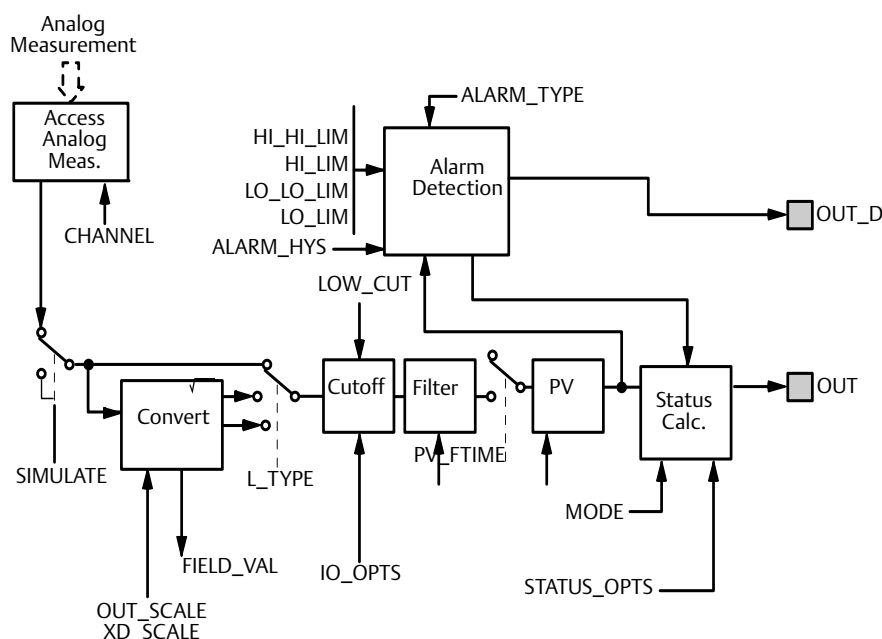 Analog
Measurement
Access
Analog
Meas.
CHANNEL
ALARM_TYPE
HI_HI_LIM
HI_LIM
LO_LO_LIM
LO_LIM
ALARM_HYS
Alarm
Detection
OUT_D
LOW_CUT
SIMULATE
√
Convert
L_TYPE
Cutoff
Filter
PV_FTIME
PV
Status
Calc.
OUT
MODE
STATUS_OPTS
FIELD_VAL
IO_OPTS
OUT_SCALE
XD_SCALE